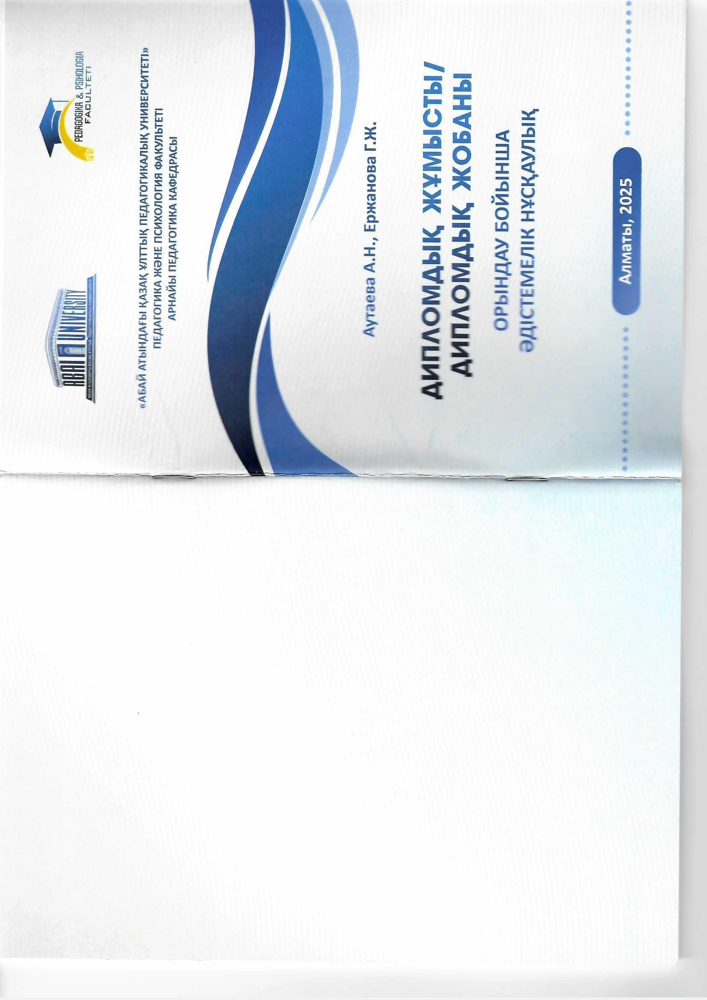 ABAI UNIVERSITY
PEDAGOGIKA & PSIHOLOGIA
FACULTETI
«АБАЙ АТЫНДАҒЫ ҚАЗАҚ ҰЛТТЫҚ ПЕДАГОГИКАЛЫҚ УНИВЕРСИТЕТІ»
ПЕДАГОГИКА ЖӘНЕ ПСИХОЛОГИЯ ФАКУЛЬТЕТІ
АРНАЙЫ ПЕДАГОГИКА КАФЕДРАСЫ
Аутаева А.Н., Ержанова Г.Ж.
ДИПЛОМДЫҚ ЖҰМЫСТЫ/
ДИПЛОМДЫҚ ЖОБАНЫ
ОРЫНДАУ БОЙЫНША
ӘДІСТЕМЕЛІК НҰСҚАУЛЫҚ
Алматы, 2025